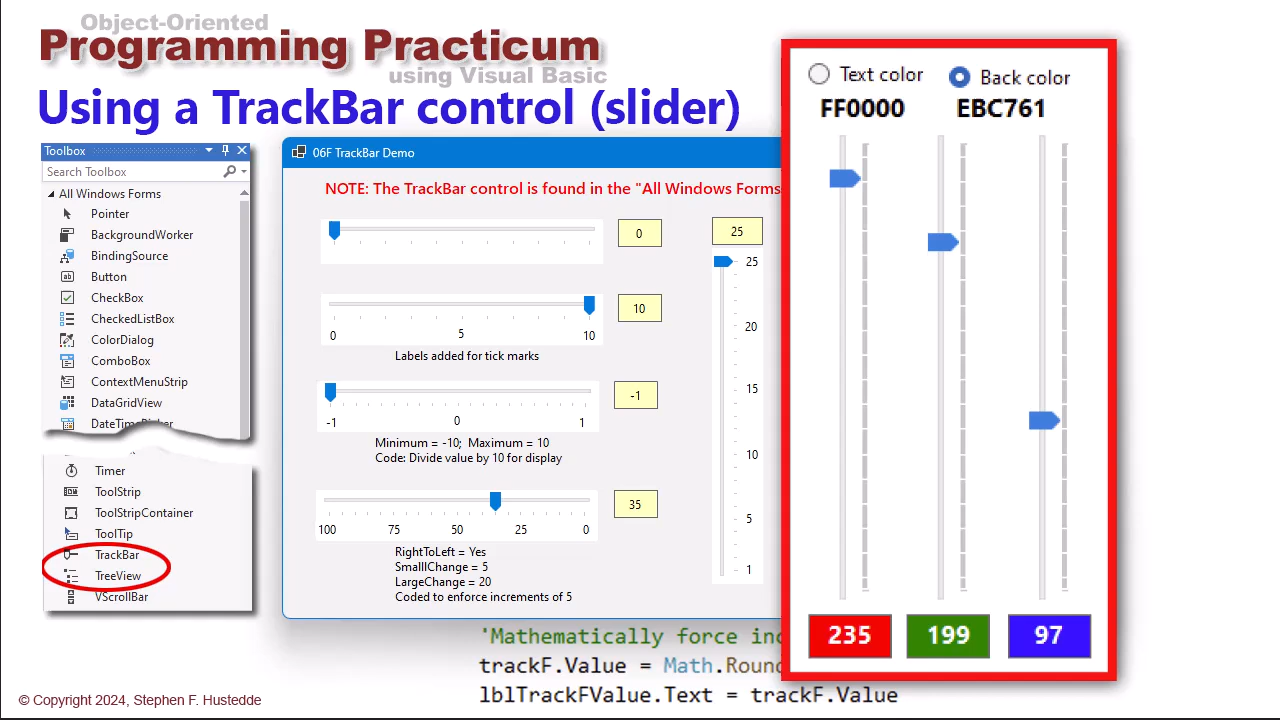 Object-Oriented
Programming Practicum
using Visual Basic
Using a TrackBar control (slider)
Toolbox
Search Toolbox
All Windows Forms
Pointer
BackgroundWorker
BindingSource
Button
CheckBox
CheckedListBox
ColorDialog
ComboBox
ContextMenuStrip
DataGridView
DateTimePicker
Timer
ToolStrip
ToolStripContainer
ToolTip
TrackBar
TreeView
VScrollBar
06F TrackBar Demo
NOTE: The TrackBar control is found in the "All Windows Forms
0
10
0 5 10
Labels added for tick marks
-1
-1 0 1
Minimum = -10; Maximum = 10
Code: Divide value by 10 for display
35
100 75 50 25 0
RightToLeft = Yes
SmalllChange = 5
LargeChange = 20
Coded to enforce increments of 5
25
25
20
15
10
5
1
Text color Back color
FF0000 EBC761
235 199 97
'Mathematically force inc
trackF.Value = Math.Round
lblTrackFValue.Text = trackF.Value
© Copyright 2024, Stephen F. Hustedde